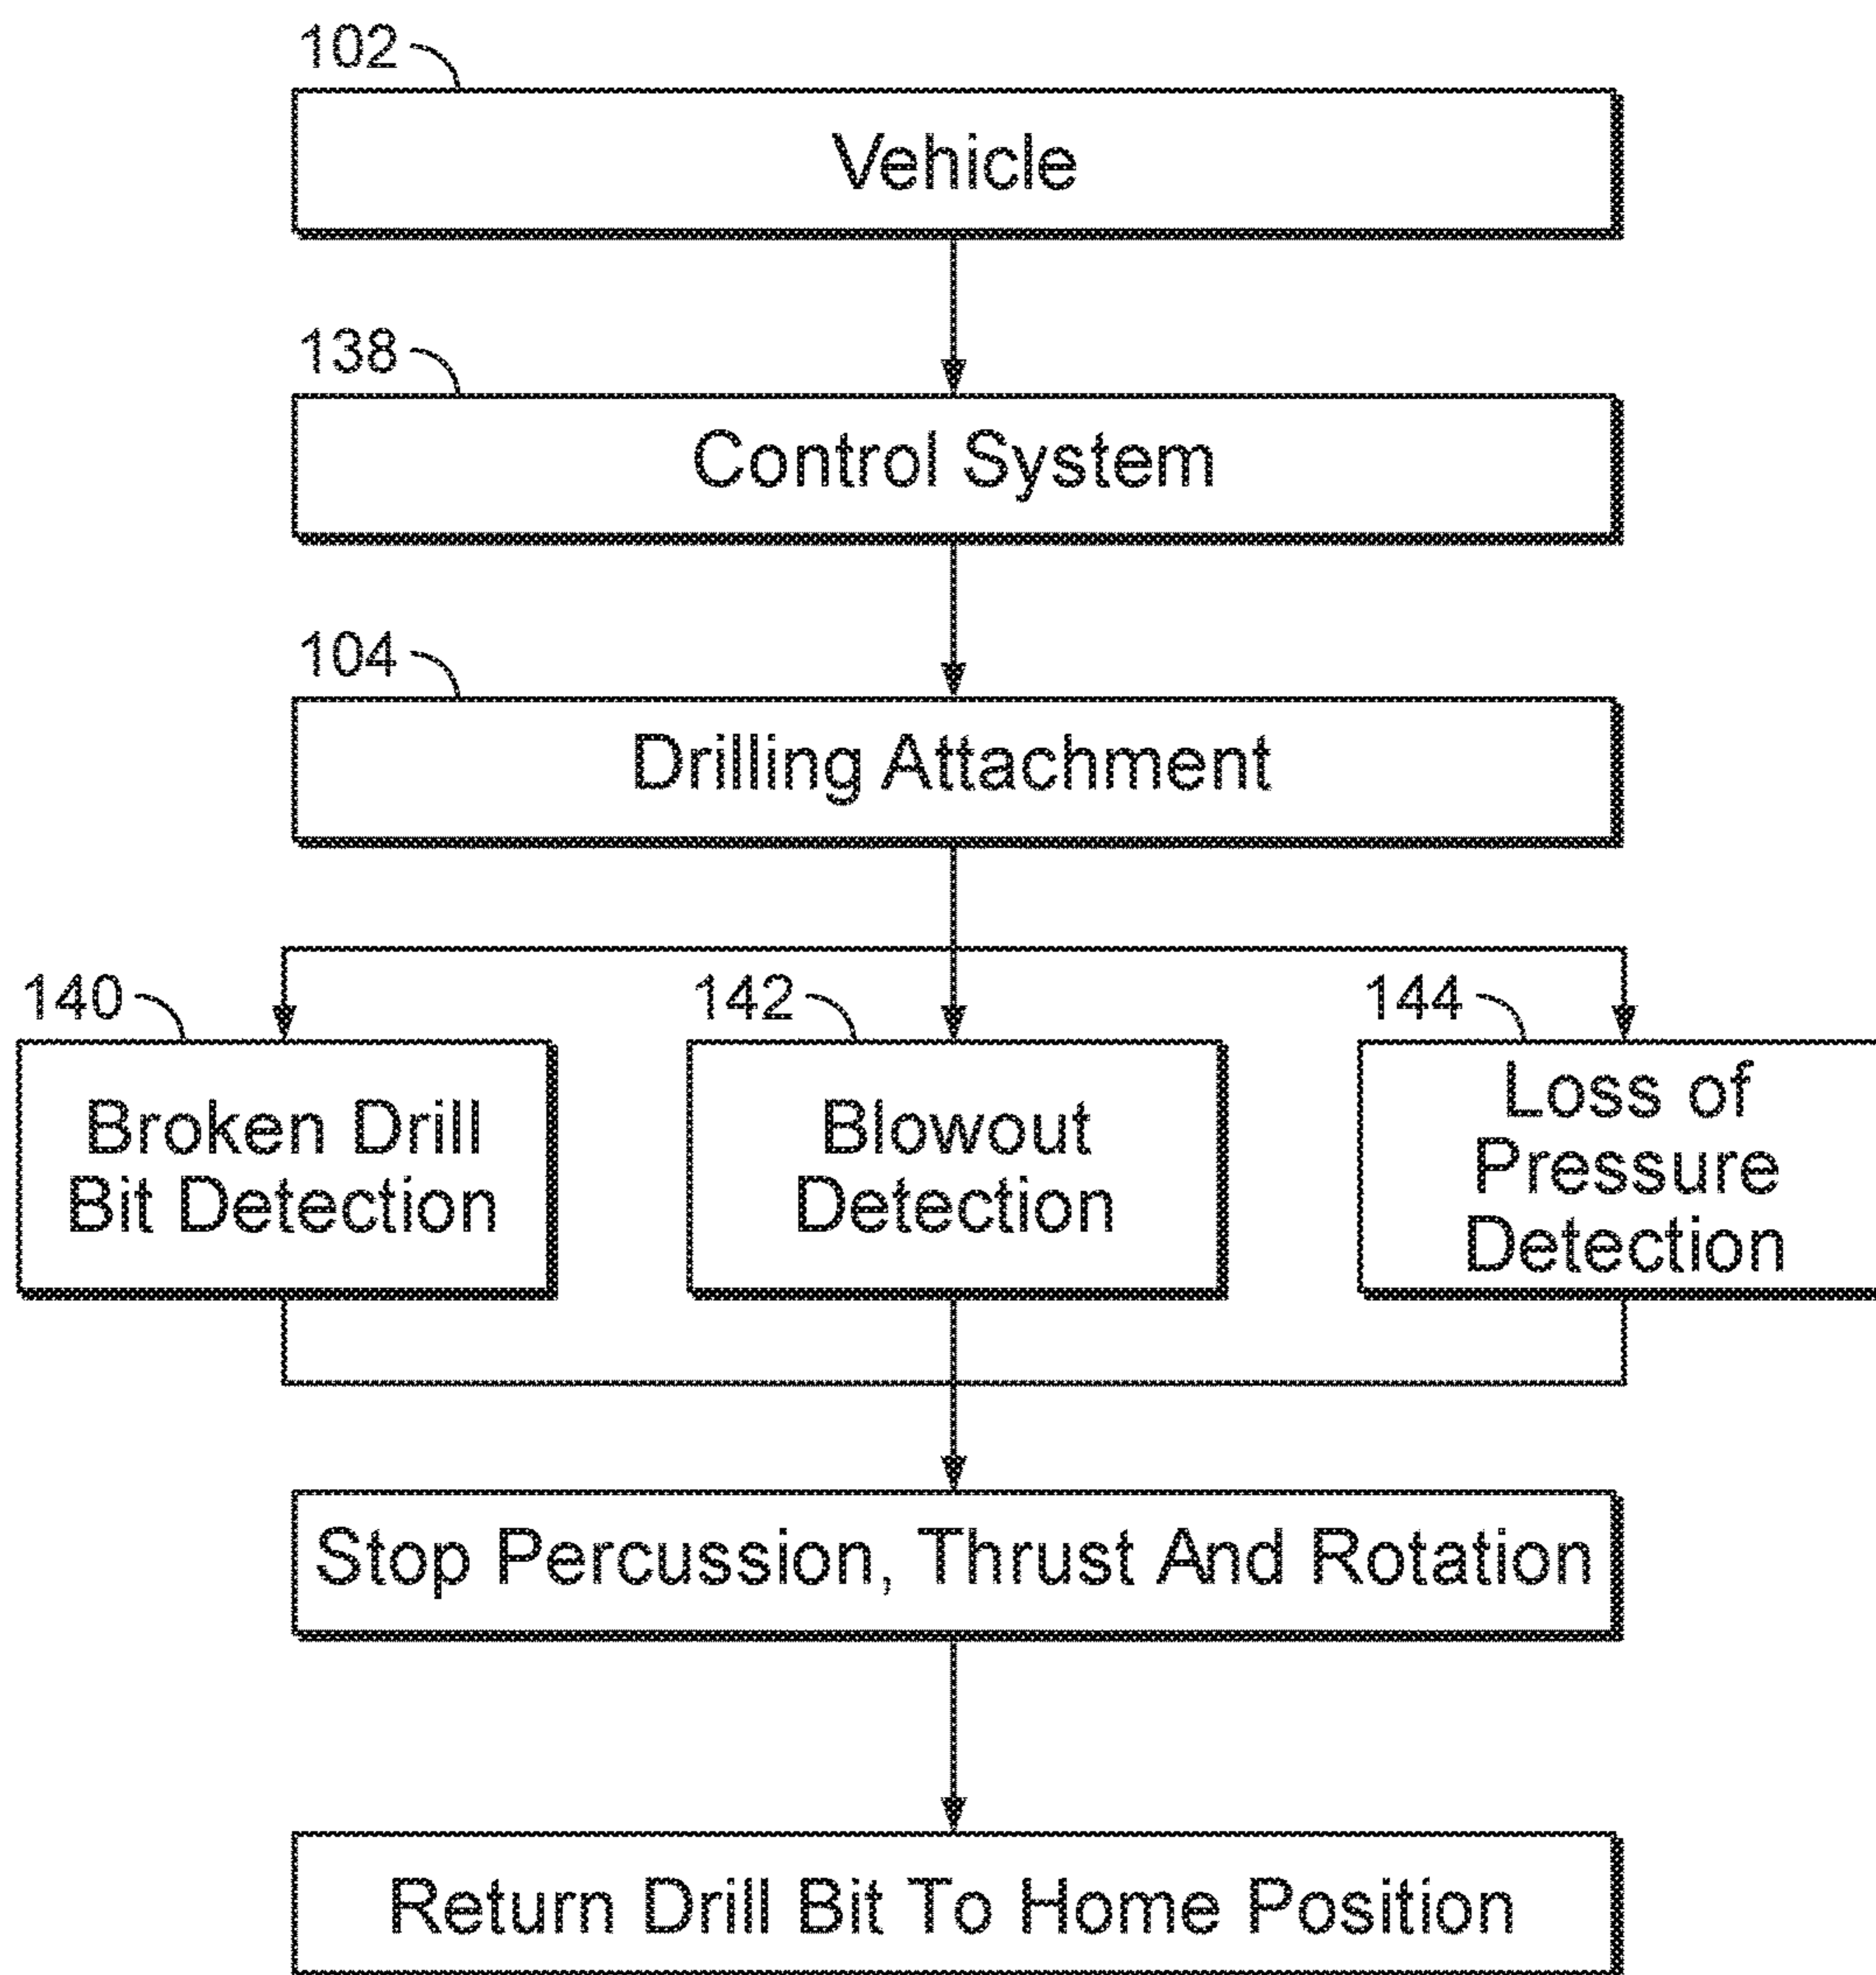 102
Vehicle
138
Control System
104
Drilling Attachment
140
142
144
Broken Drill
Bit Detection
Blowout
Detection
Loss of
Pressure
Detection
Stop Percussion, Thrust And Rotation
Return Drill Bit To Home Position